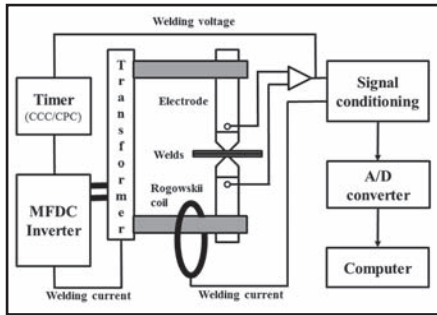 Welding voltage
Timer
(CCC/CPC)
MFDC
Inverter
Transformer
Electrode
Welds
Rogowskii
coil
Signal
conditioning
A/D
converter
Computer
Welding current
Welding current